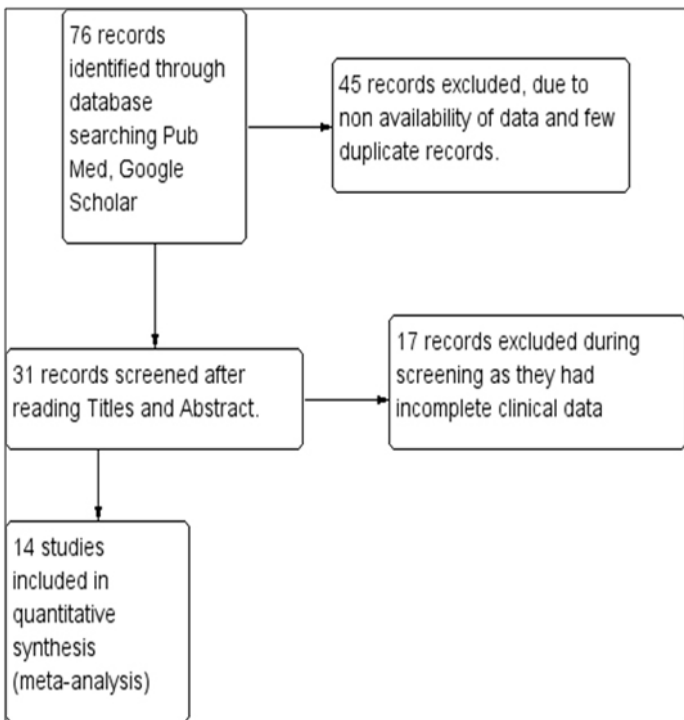 76 records
identified through
database
searching Pub
Med, Google
Scholar
45 records excluded, due to
non availability of data and few
duplicate records.
31 records screened after
reading Titles and Abstract.
17 records excluded during
screening as they had
incomplete clinical data
14 studies
included in
quantitative
synthesis
(meta-analysis)